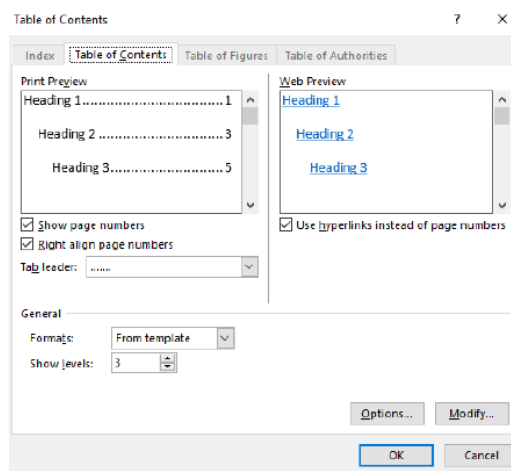 Table of Contents ? X
Index Table of Contents Table of Figures Table of Authorities
Print Preview Web Preview
Heading 1.................................... 1 Heading 1
Heading 2 .............................. 3 Heading 2
Heading 3......................... 5 Heading 3
Show page numbers Use hyperlinks instead of page numbers
Right align page numbers
Tab leader: .......
General
Formats: From template
Show levels: 3
Options... Modify...
OK Cancel